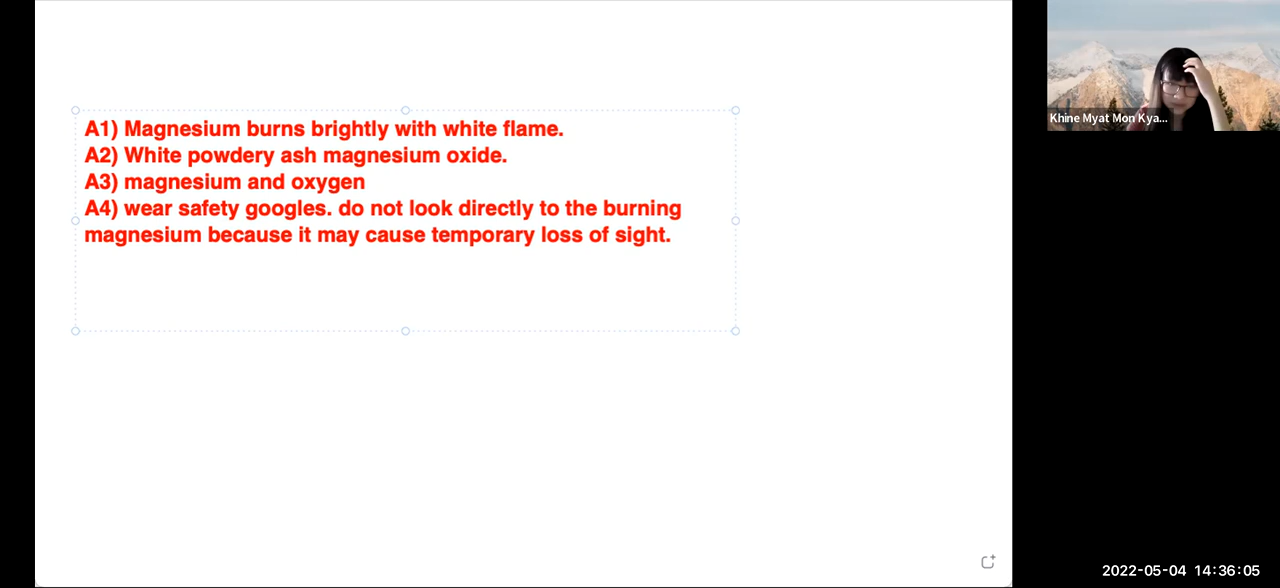 A1) Magnesium burns brightly with white flame.
A2) White powdery ash magnesium oxide.
A3) magnesium and oxygen
A4) wear safety googles. do not look directly to the burning
magnesium because it may cause temporary loss of sight.
Khine Myat Mon Kya...
2022-05-04 14:36:05